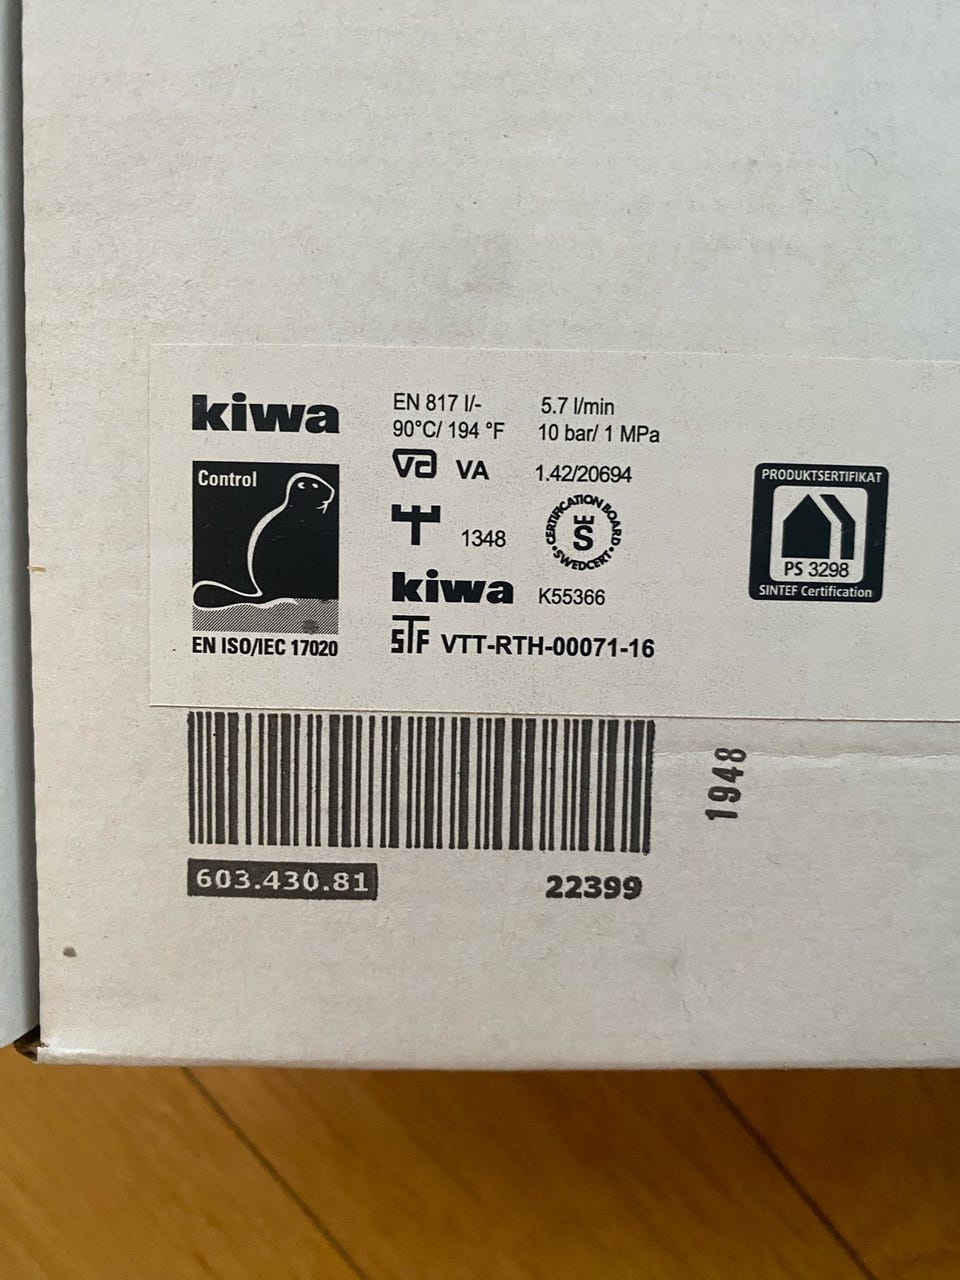 kiwa
Control
EN ISO/IEC 17020
EN 817 I/-
5.7 l/min
90°C/ 194 °F
10 bar/ 1 MPa
VA
1.42/20694
1348
CERTIFICATION BOARD
SWEDCERT
kiwa
K55366
STF VTT-RTH-00071-16
PRODUKTSERTIFIKAT
PS 3298
SINTEF Certification
1948
603.430.81
22399